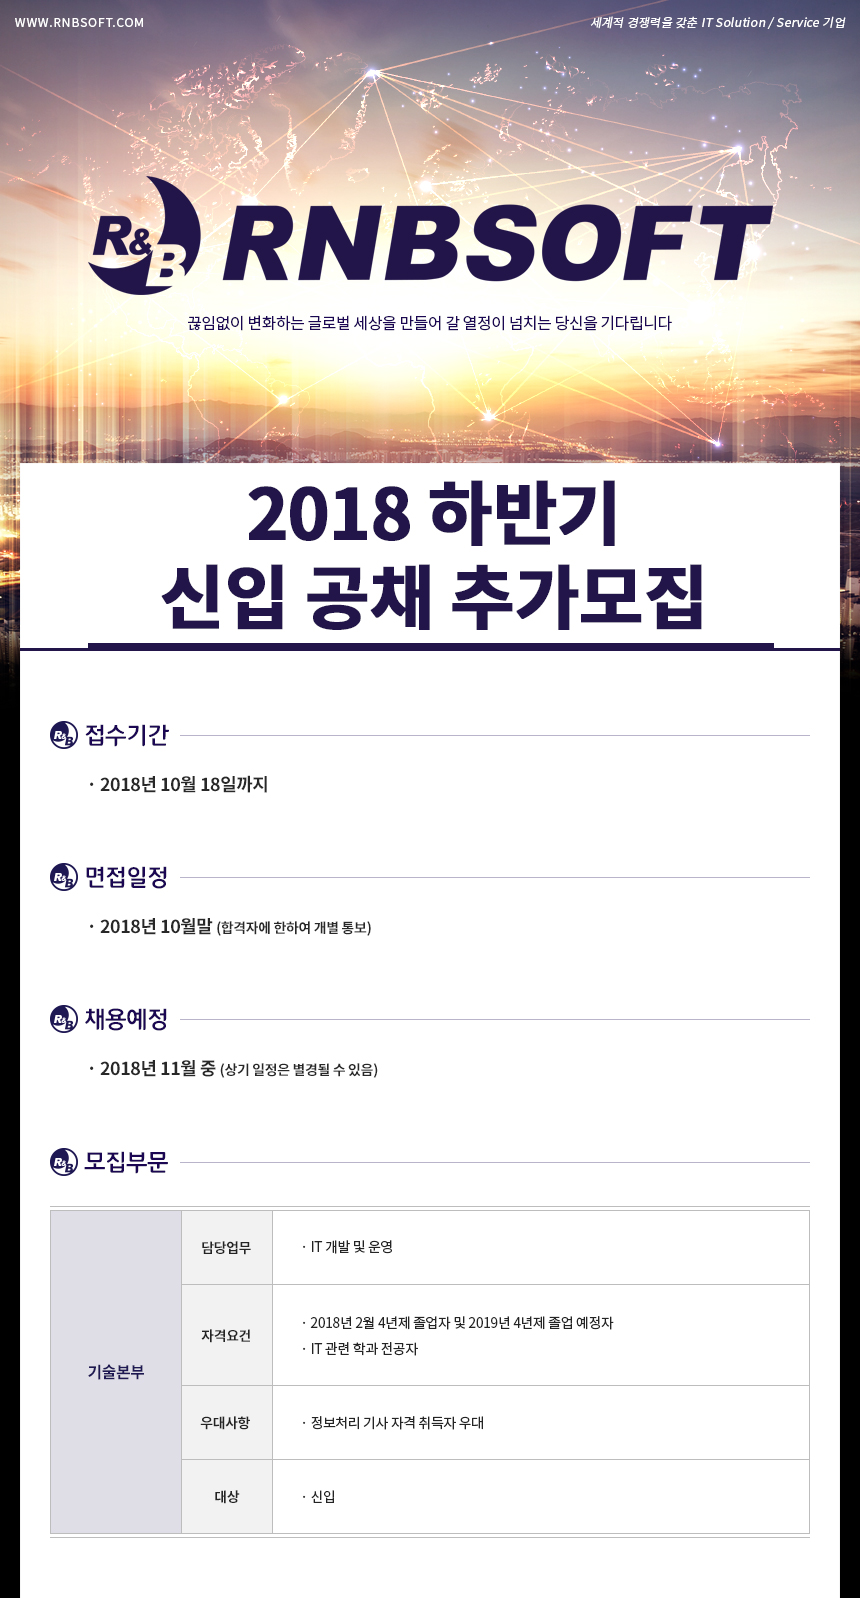 WWW.RNBSOFT.COM
세계적 경쟁력을 갖춘 IT Solution / Service 기업
R&B RNBSOFT
끊임없이 변화하는 글로벌 세상을 만들어 갈 열정이 넘치는 당신을 기다립니다
2018 하반기
신입 공채 추가모집
R&B 접수기간
· 2018년 10월 18일까지
R&B 면접일정
· 2018년 10월말 (합격자에 한하여 개별 통보)
R&B 채용예정
· 2018년 11월 중 (상기 일정은 별경될 수 있음)
R&B 모집부문
기술본부
담당업무
· IT 개발 및 운영
자격요건
· 2018년 2월 4년제 졸업자 및 2019년 4년제 졸업 예정자
· IT 관련 학과 전공자
우대사항
· 정보처리 기사 자격 취득자 우대
대상
· 신입